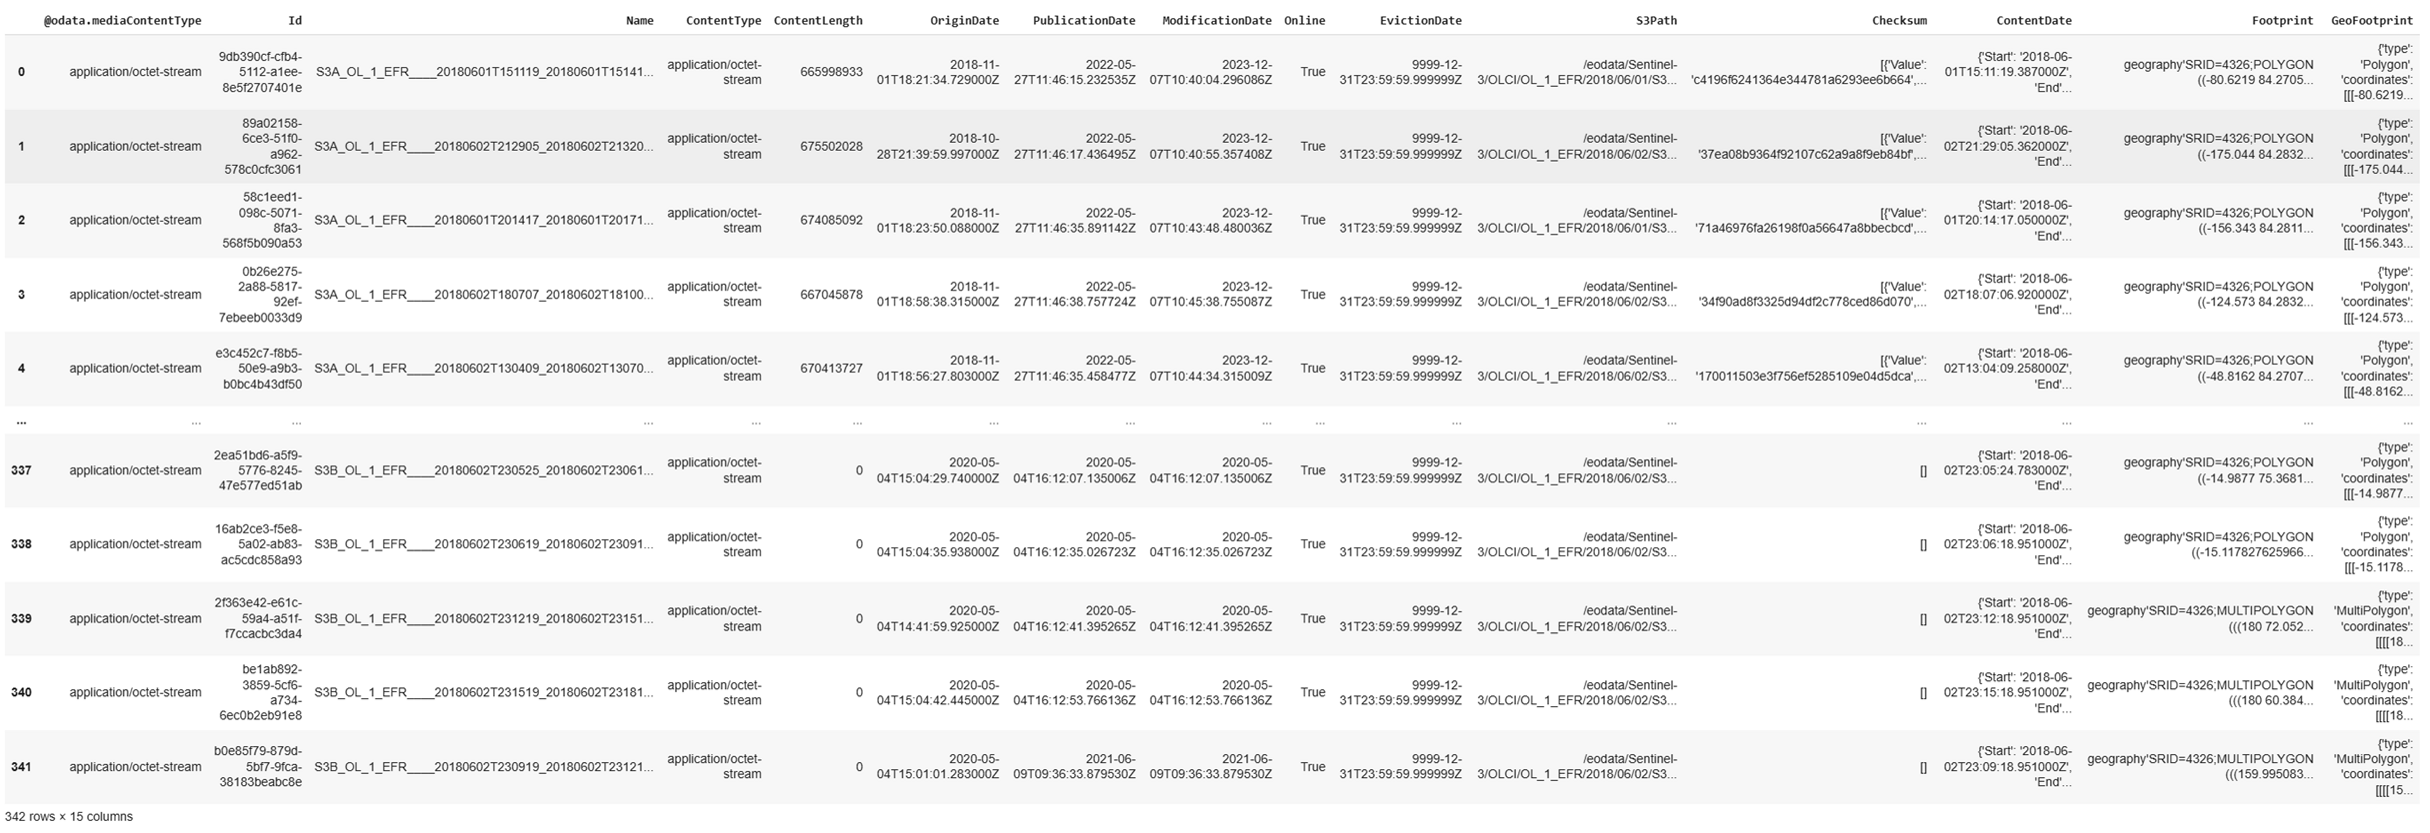 @odata.mediaContentType Id Name ContentType ContentLength OriginDate PublicationDate ModificationDate Online EvictionDate S3Path Checksum ContentDate Footprint GeoFootprint
0 application/octet-stream 9db390cf-cfb4-5112-a1ee-8e5f2707401e S3A_OL_1_EFR____20180601T151119_20180601T15141... application/octet-stream 665998933 2018-11-01T18:21:34.729000Z 2022-05-27T11:46:15.232535Z 2023-12-07T10:40:04.296086Z True 9999-12-31T23:59:59.999999Z /eodata/Sentinel-3/OLCI/OL_1_EFR/2018/06/01/S3... [{'Value': 'c4196f6241364e344781a6293ee6b664',... {'Start': '2018-06-01T15:11:19.387000Z', 'End'... geography'SRID=4326;POLYGON ((-80.6219 84.2705... {'type': 'Polygon', 'coordinates': [[[-80.6219...
1 application/octet-stream 89a02158-6ce3-51f0-a962-578c0cfc3061 S3A_OL_1_EFR____20180602T212905_20180602T21320... application/octet-stream 675502028 2018-10-28T21:39:59.997000Z 2022-05-27T11:46:17.436495Z 2023-12-07T10:40:55.357408Z True 9999-12-31T23:59:59.999999Z /eodata/Sentinel-3/OLCI/OL_1_EFR/2018/06/02/S3... [{'Value': '37ea08b9364f92107c62a9a8f9eb84bf',... {'Start': '2018-06-02T21:29:05.362000Z', 'End'... geography'SRID=4326;POLYGON ((-175.044 84.2832... {'type': 'Polygon', 'coordinates': [[[-175.044...
2 application/octet-stream 58c1eed1-098c-5071-8fa3-568f5b090a53 S3A_OL_1_EFR____20180601T201417_20180601T20171... application/octet-stream 674085092 2018-11-01T18:23:50.088000Z 2022-05-27T11:46:35.891142Z 2023-12-07T10:43:48.480036Z True 9999-12-31T23:59:59.999999Z /eodata/Sentinel-3/OLCI/OL_1_EFR/2018/06/01/S3... [{'Value': '71a46976fa26198f0a56647a8bbecbcd',... {'Start': '2018-06-01T20:14:17.050000Z', 'End'... geography'SRID=4326;POLYGON ((-156.343 84.2811... {'type': 'Polygon', 'coordinates': [[[-156.343...
3 application/octet-stream 0b26e275-2a88-5817-92ef-7ebeeb0033d9 S3A_OL_1_EFR____20180602T180707_20180602T18100... application/octet-stream 667045878 2018-11-01T18:58:38.315000Z 2022-05-27T11:46:38.757724Z 2023-12-07T10:45:38.755087Z True 9999-12-31T23:59:59.999999Z /eodata/Sentinel-3/OLCI/OL_1_EFR/2018/06/02/S3... [{'Value': '34f90ad8f3325d94df2c778ced86d070',... {'Start': '2018-06-02T18:07:06.920000Z', 'End'... geography'SRID=4326;POLYGON ((-124.573 84.2832... {'type': 'Polygon', 'coordinates': [[[-124.573...
4 application/octet-stream e3c452c7-f8b5-50e9-a9b3-b0bc4b43df50 S3A_OL_1_EFR____20180602T130409_20180602T13070... application/octet-stream 670413727 2018-11-01T18:56:27.803000Z 2022-05-27T11:46:35.458477Z 2023-12-07T10:44:34.315009Z True 9999-12-31T23:59:59.999999Z /eodata/Sentinel-3/OLCI/OL_1_EFR/2018/06/02/S3... [{'Value': '170011503e3f756ef5285109e04d5dca',... {'Start': '2018-06-02T13:04:09.258000Z', 'End'... geography'SRID=4326;POLYGON ((-48.8162 84.2707... {'type': 'Polygon', 'coordinates': [[[-48.8162...
... ... ... ... ... ... ... ... ... ... ... ... ... ... ... ...
337 application/octet-stream 2ea51bd6-a5f9-5776-8245-47e577ed51ab S3B_OL_1_EFR____20180602T230525_20180602T23061... application/octet-stream 0 2020-05-04T15:04:29.740000Z 2020-05-04T16:12:07.135006Z 2020-05-04T16:12:07.135006Z True 9999-12-31T23:59:59.999999Z /eodata/Sentinel-3/OLCI/OL_1_EFR/2018/06/02/S3... [] {'Start': '2018-06-02T23:05:24.783000Z', 'End'... geography'SRID=4326;POLYGON ((-14.9877 75.3681... {'type': 'Polygon', 'coordinates': [[[-14.9877...
338 application/octet-stream 16ab2ce3-f5e8-5a02-ab83-ac5cdc858a93 S3B_OL_1_EFR____20180602T230619_20180602T23091... application/octet-stream 0 2020-05-04T15:04:35.938000Z 2020-05-04T16:12:35.026723Z 2020-05-04T16:12:35.026723Z True 9999-12-31T23:59:59.999999Z /eodata/Sentinel-3/OLCI/OL_1_EFR/2018/06/02/S3... [] {'Start': '2018-06-02T23:06:18.951000Z', 'End'... geography'SRID=4326;POLYGON ((-15.117827625966... {'type': 'Polygon', 'coordinates': [[[-15.1178...
339 application/octet-stream 2f363e42-e61c-59a4-a51f-f7ccacbc3da4 S3B_OL_1_EFR____20180602T231219_20180602T23151... application/octet-stream 0 2020-05-04T14:41:59.925000Z 2020-05-04T16:12:41.395265Z 2020-05-04T16:12:41.395265Z True 9999-12-31T23:59:59.999999Z /eodata/Sentinel-3/OLCI/OL_1_EFR/2018/06/02/S3... [] {'Start': '2018-06-02T23:12:18.951000Z', 'End'... geography'SRID=4326;MULTIPOLYGON (((180 72.052... {'type': 'MultiPolygon', 'coordinates': [[[[18...
340 application/octet-stream be1ab892-3859-5cf6-a734-6ec0b2eb91e8 S3B_OL_1_EFR____20180602T231519_20180602T23181... application/octet-stream 0 2020-05-04T15:04:42.445000Z 2020-05-04T16:12:53.766136Z 2020-05-04T16:12:53.766136Z True 9999-12-31T23:59:59.999999Z /eodata/Sentinel-3/OLCI/OL_1_EFR/2018/06/02/S3... [] {'Start': '2018-06-02T23:15:18.951000Z', 'End'... geography'SRID=4326;MULTIPOLYGON (((180 60.384... {'type': 'MultiPolygon', 'coordinates': [[[[18...
341 application/octet-stream b0e85f79-879d-5bf7-9fca-38183beabc8e S3B_OL_1_EFR____20180602T230919_20180602T23121... application/octet-stream 0 2020-05-04T15:01:01.283000Z 2021-06-09T09:36:33.879530Z 2021-06-09T09:36:33.879530Z True 9999-12-31T23:59:59.999999Z /eodata/Sentinel-3/OLCI/OL_1_EFR/2018/06/02/S3... [] {'Start': '2018-06-02T23:09:18.951000Z', 'End'... geography'SRID=4326;MULTIPOLYGON (((159.995083... {'type': 'MultiPolygon', 'coordinates': [[[[15...
342 rows × 15 columns